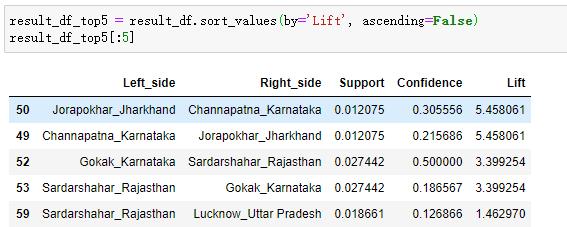 result_df_top5 = result_df.sort_values(by='Lift', ascending=False)
result_df_top5[:5]
Left_side Right_side Support Confidence Lift
50 Jorapokhar_Jharkhand Channapatna_Karnataka 0.012075 0.305556 5.458061
49 Channapatna_Karnataka Jorapokhar_Jharkhand 0.012075 0.215686 5.458061
52 Gokak_Karnataka Sardarshahar_Rajasthan 0.027442 0.500000 3.399254
53 Sardarshahar_Rajasthan Gokak_Karnataka 0.027442 0.186567 3.399254
59 Sardarshahar_Rajasthan Lucknow_Uttar Pradesh 0.018661 0.126866 1.462970